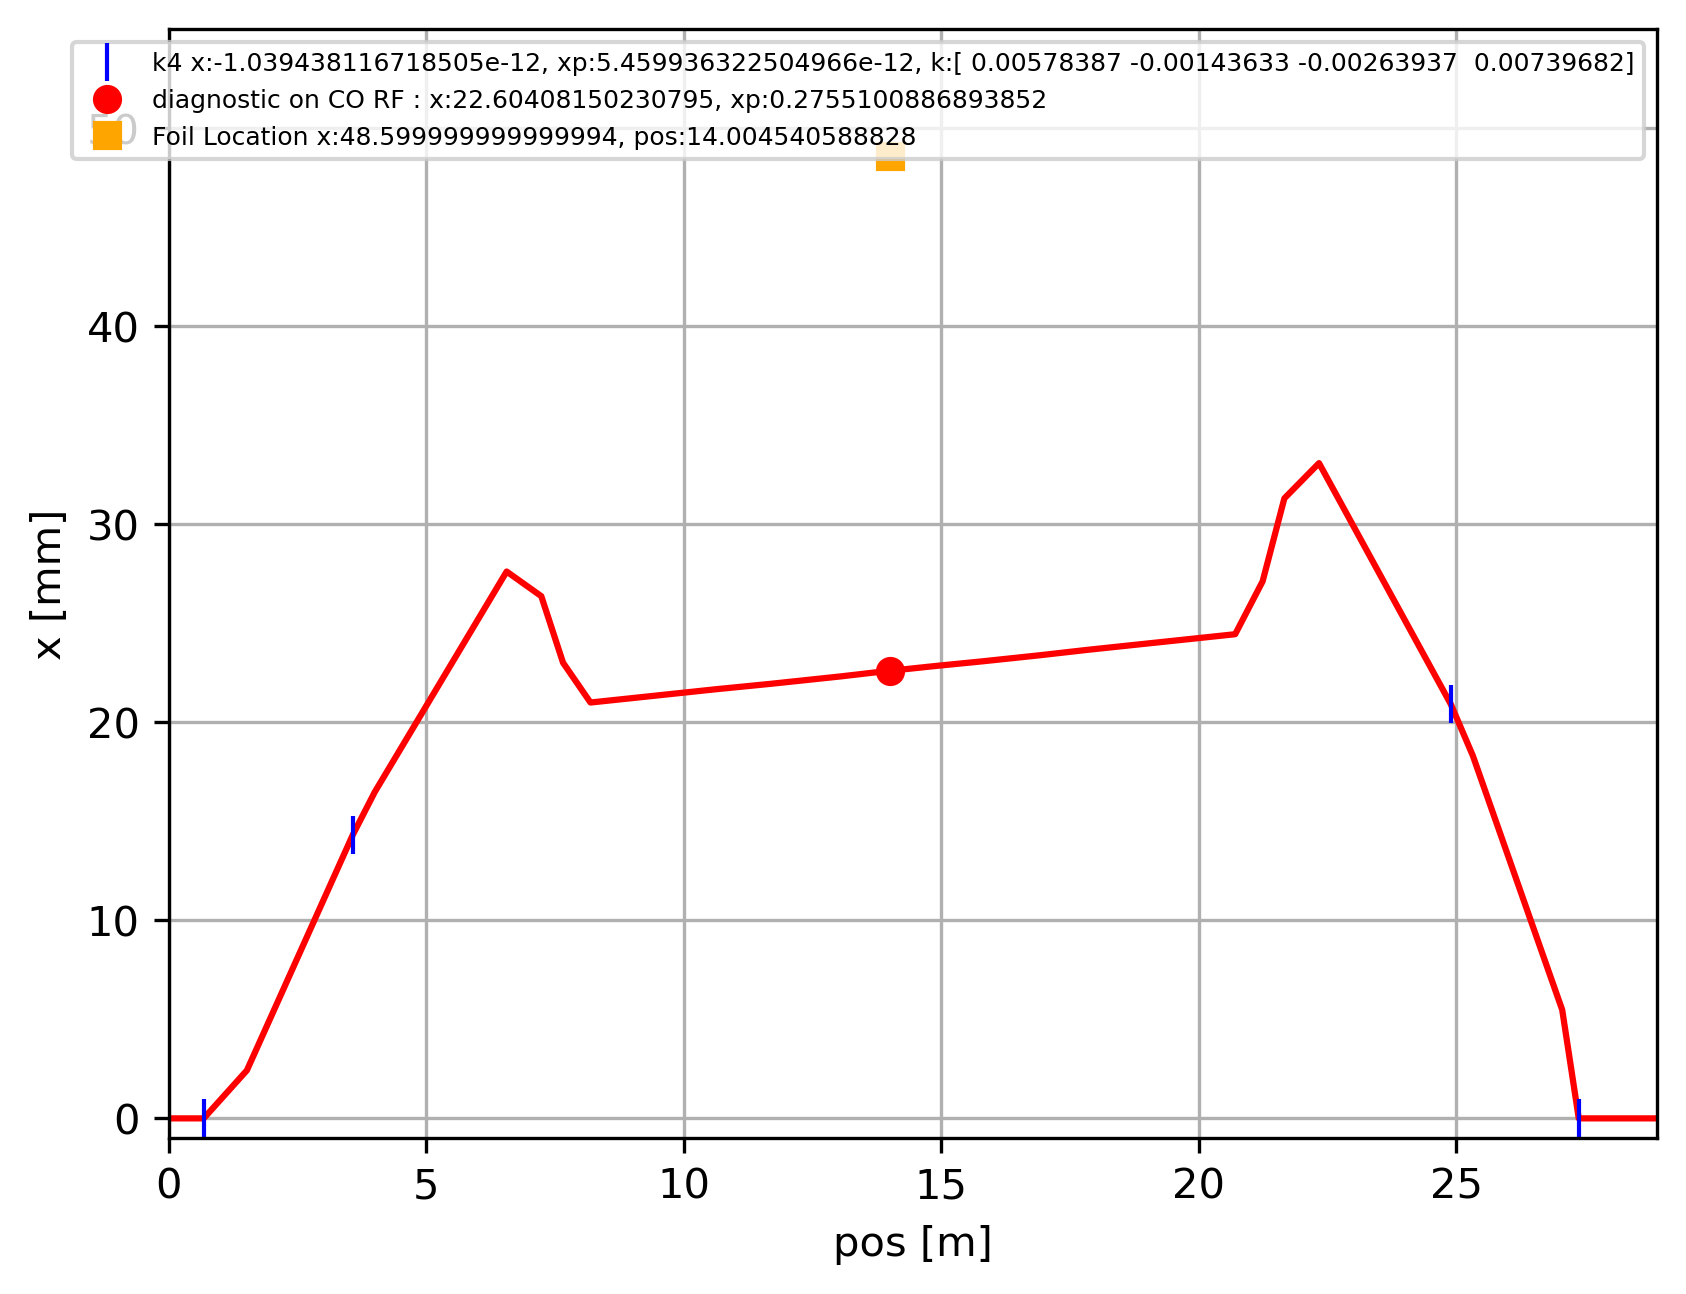 k4 x:-1.039438116718505e-12, xp:5.459936322504966e-12, k:[ 0.00578387 -0.00143633 -0.00263937  0.00739682]
diagnostic on CO RF : x:22.60408150230795, xp:0.2755100886893852
Foil Location x:48.599999999999994, pos:14.004540588828
50
40
30
20
10
0
x [mm]
0 5 10 15 20 25
pos [m]